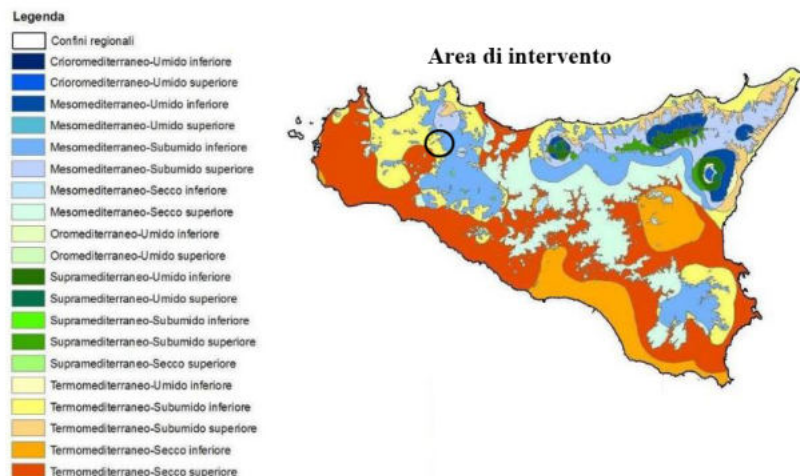 Legenda
Confini regionali
Crioromediterraneo-Umido inferiore
Crioromediterraneo-Umido superiore
Mesomediterraneo-Umido inferiore
Mesomediterraneo-Umido superiore
Mesomediterraneo-Subumido inferiore
Mesomediterraneo-Subumido superiore
Mesomediterraneo-Secco inferiore
Mesomediterraneo-Secco superiore
Oromediterraneo-Umido inferiore
Oromediterraneo-Umido superiore
Supramediterraneo-Umido inferiore
Supramediterraneo-Umido superiore
Supramediterraneo-Subumido inferiore
Supramediterraneo-Subumido superiore
Supramediterraneo-Secco superiore
Termomediterraneo-Umido inferiore
Termomediterraneo-Subumido inferiore
Termomediterraneo-Subumido superiore
Termomediterraneo-Secco inferiore
Termomediterraneo-Secco superiore
Area di intervento